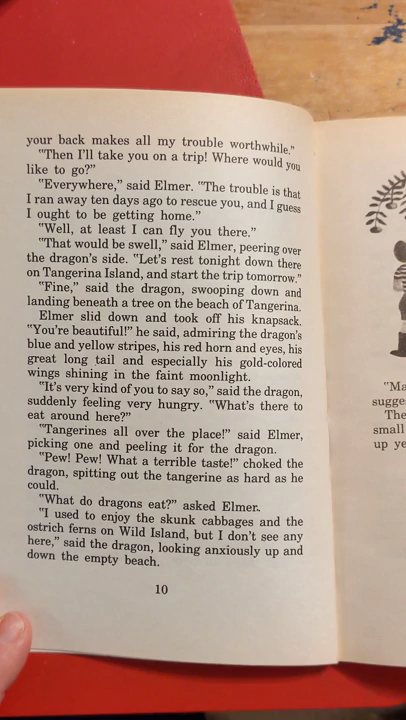 your back makes all my trouble worthwhile."
"Then I'll take you on a trip! Where would you
like to go?"
"Everywhere," said Elmer. "The trouble is that
I ran away ten days ago to rescue you, and I guess
I ought to be getting home."
"Well, at least I can fly you there."
"That would be swell," said Elmer, peering over
the dragon's side. "Let's rest tonight down there
on Tangerina Island, and start the trip tomorrow."
"Fine," said the dragon, swooping down and
landing beneath a tree on the beach of Tangerina.
Elmer slid down and took off his knapsack.
"You're beautiful!" he said, admiring the dragon's
blue and yellow stripes, his red horn and eyes, his
great long tail and especially his gold-colored
wings shining in the faint moonlight.
"It's very kind of you to say so," said the dragon,
suddenly feeling very hungry. "What's there to
eat around here?"
"Tangerines all over the place!" said Elmer,
picking one and peeling it for the dragon.
"Pew! Pew! What a terrible taste!" choked the
dragon, spitting out the tangerine as hard as he
could.
"What do dragons eat?" asked Elmer.
"I used to enjoy the skunk cabbages and the
ostrich ferns on Wild Island, but I don't see any
here," said the dragon, looking anxiously up and
down the empty beach.
10
"Ma
sugge
The
small
up ye